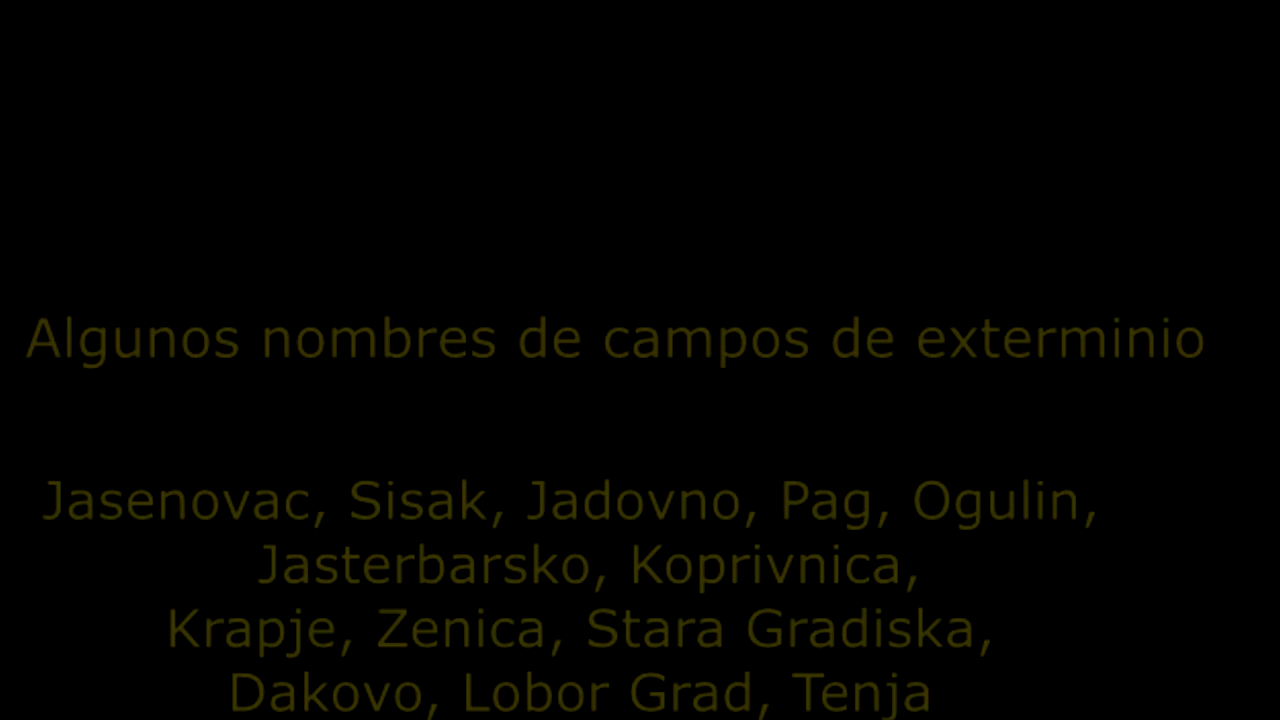 Algunos nombres de campos de exterminio
Jasenovac, Sisak, Jadovno, Pag, Ogulin,
Jasterbarsko, Koprivnica,
Krapje, Zenica, Stara Gradiska,
Dakovo, Lobor Grad, Tenja